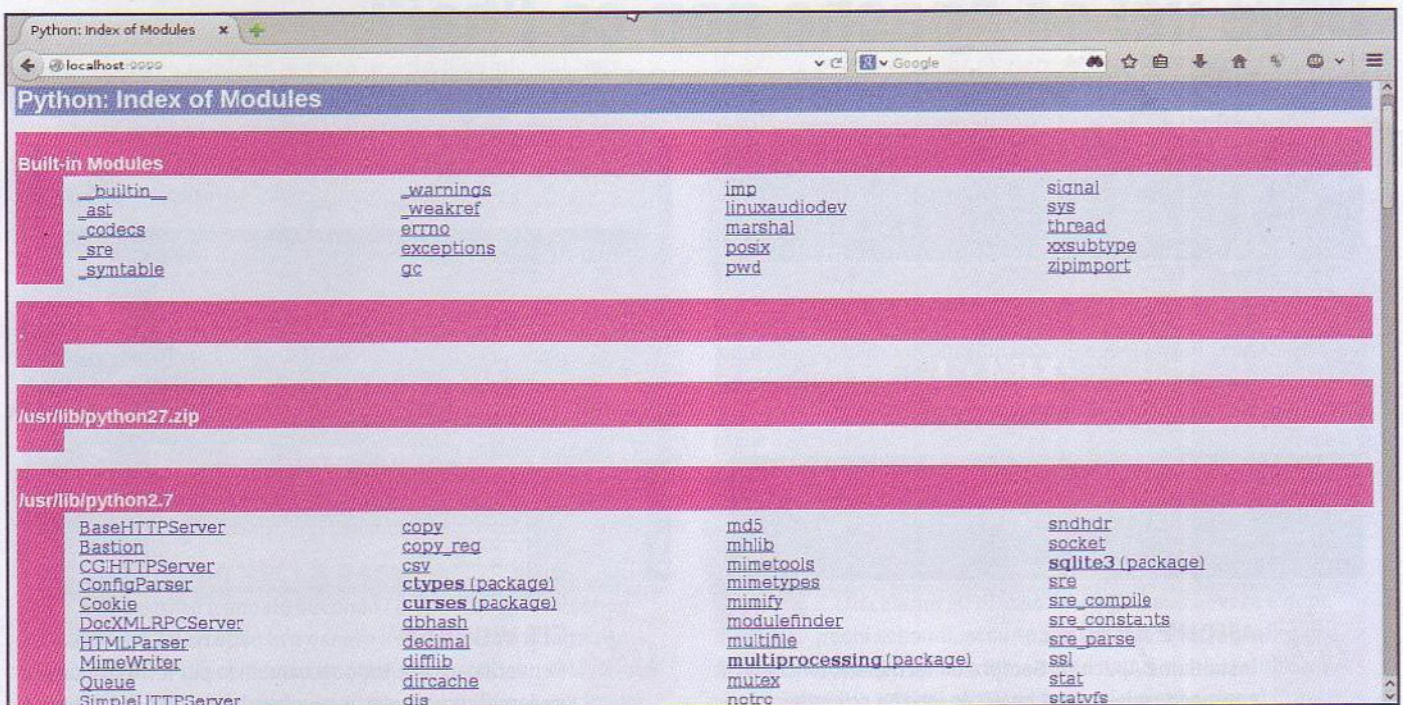 Python: Index of Modules
localhost:9999
Google
Python: Index of Modules
Built-in Modules
__builtin__
_ast
_codecs
_sre
_symtable
_warnings
_weakref
errno
exceptions
gc
imp
linuxaudiodev
marshal
posix
pwd
signal
sys
thread
xxsubtype
zipimport
.
/usr/lib/python27.zip
/usr/lib/python2.7
BaseHTTPServer
Bastion
CGIHTTPServer
ConfigParser
Cookie
DocXMLRPCServer
HTMLParser
MimeWriter
Queue
SimpleHTTPServer
copy
copy_reg
csv
ctypes (package)
curses (package)
dbhash
decimal
difflib
dircache
dis
md5
mhlib
mimetools
mimetypes
mimify
modulefinder
multifile
multiprocessing (package)
mutex
netrc
sndhdr
socket
sqlite3 (package)
sre
sre_compile
sre_constants
sre_parse
ssl
stat
statvfs